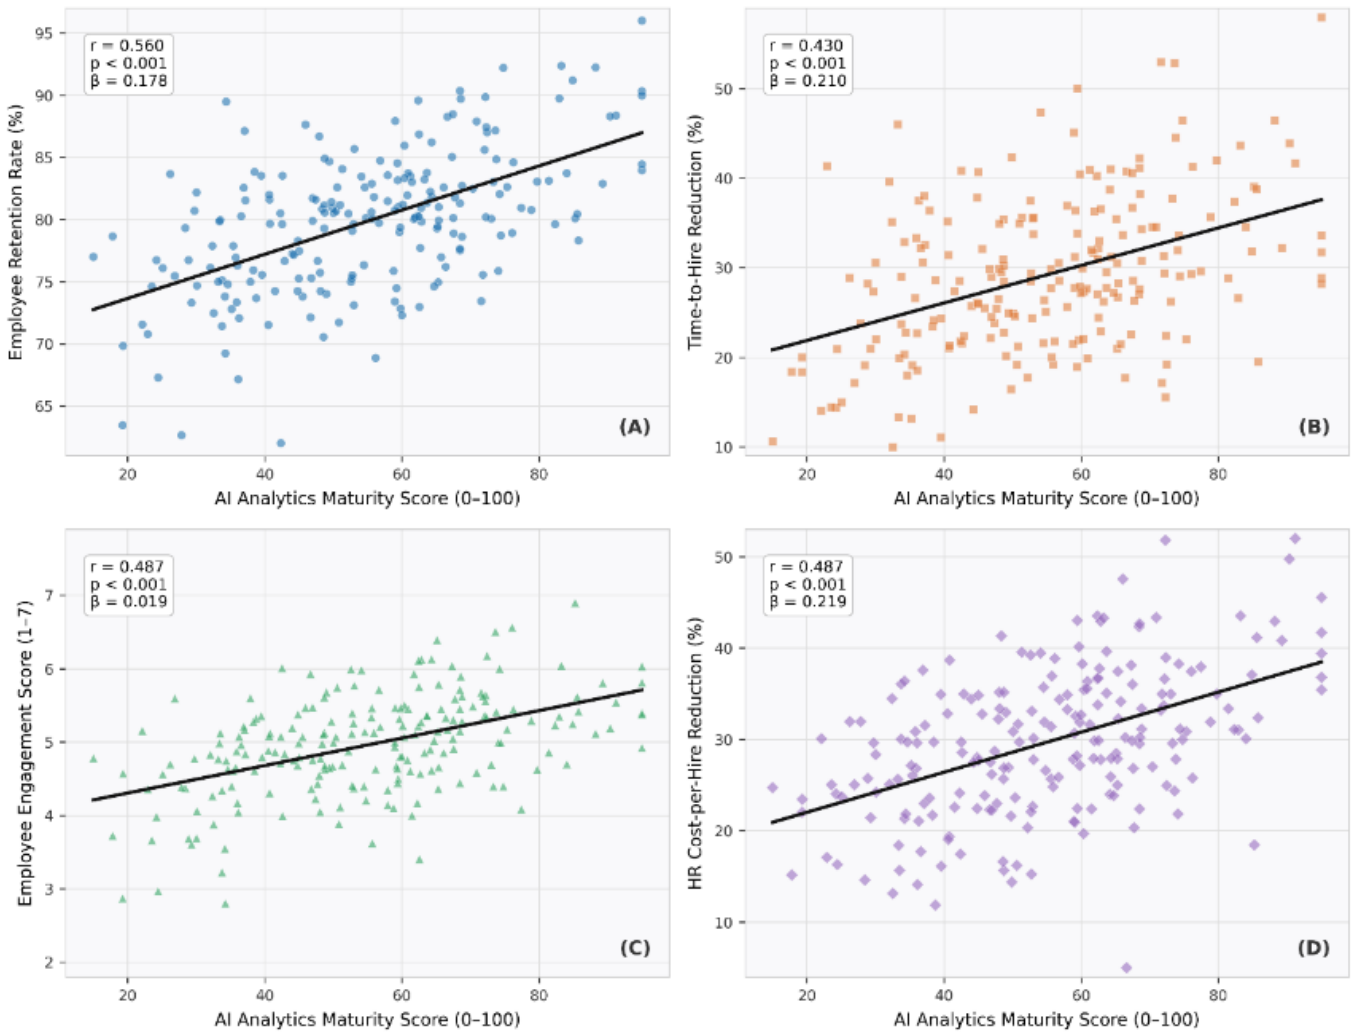 r = 0.560
p < 0.001
β = 0.178
Employee Retention Rate (%)
95
90
85
80
75
70
65
20 40 60 80
AI Analytics Maturity Score (0–100)
(A)
r = 0.430
p < 0.001
β = 0.210
Time-to-Hire Reduction (%)
50
40
30
20
10
20 40 60 80
AI Analytics Maturity Score (0–100)
(B)
r = 0.487
p < 0.001
β = 0.019
Employee Engagement Score (1–7)
7
6
5
4
3
2
20 40 60 80
AI Analytics Maturity Score (0–100)
(C)
r = 0.487
p < 0.001
β = 0.219
HR Cost-per-Hire Reduction (%)
50
40
30
20
10
20 40 60 80
AI Analytics Maturity Score (0–100)
(D)